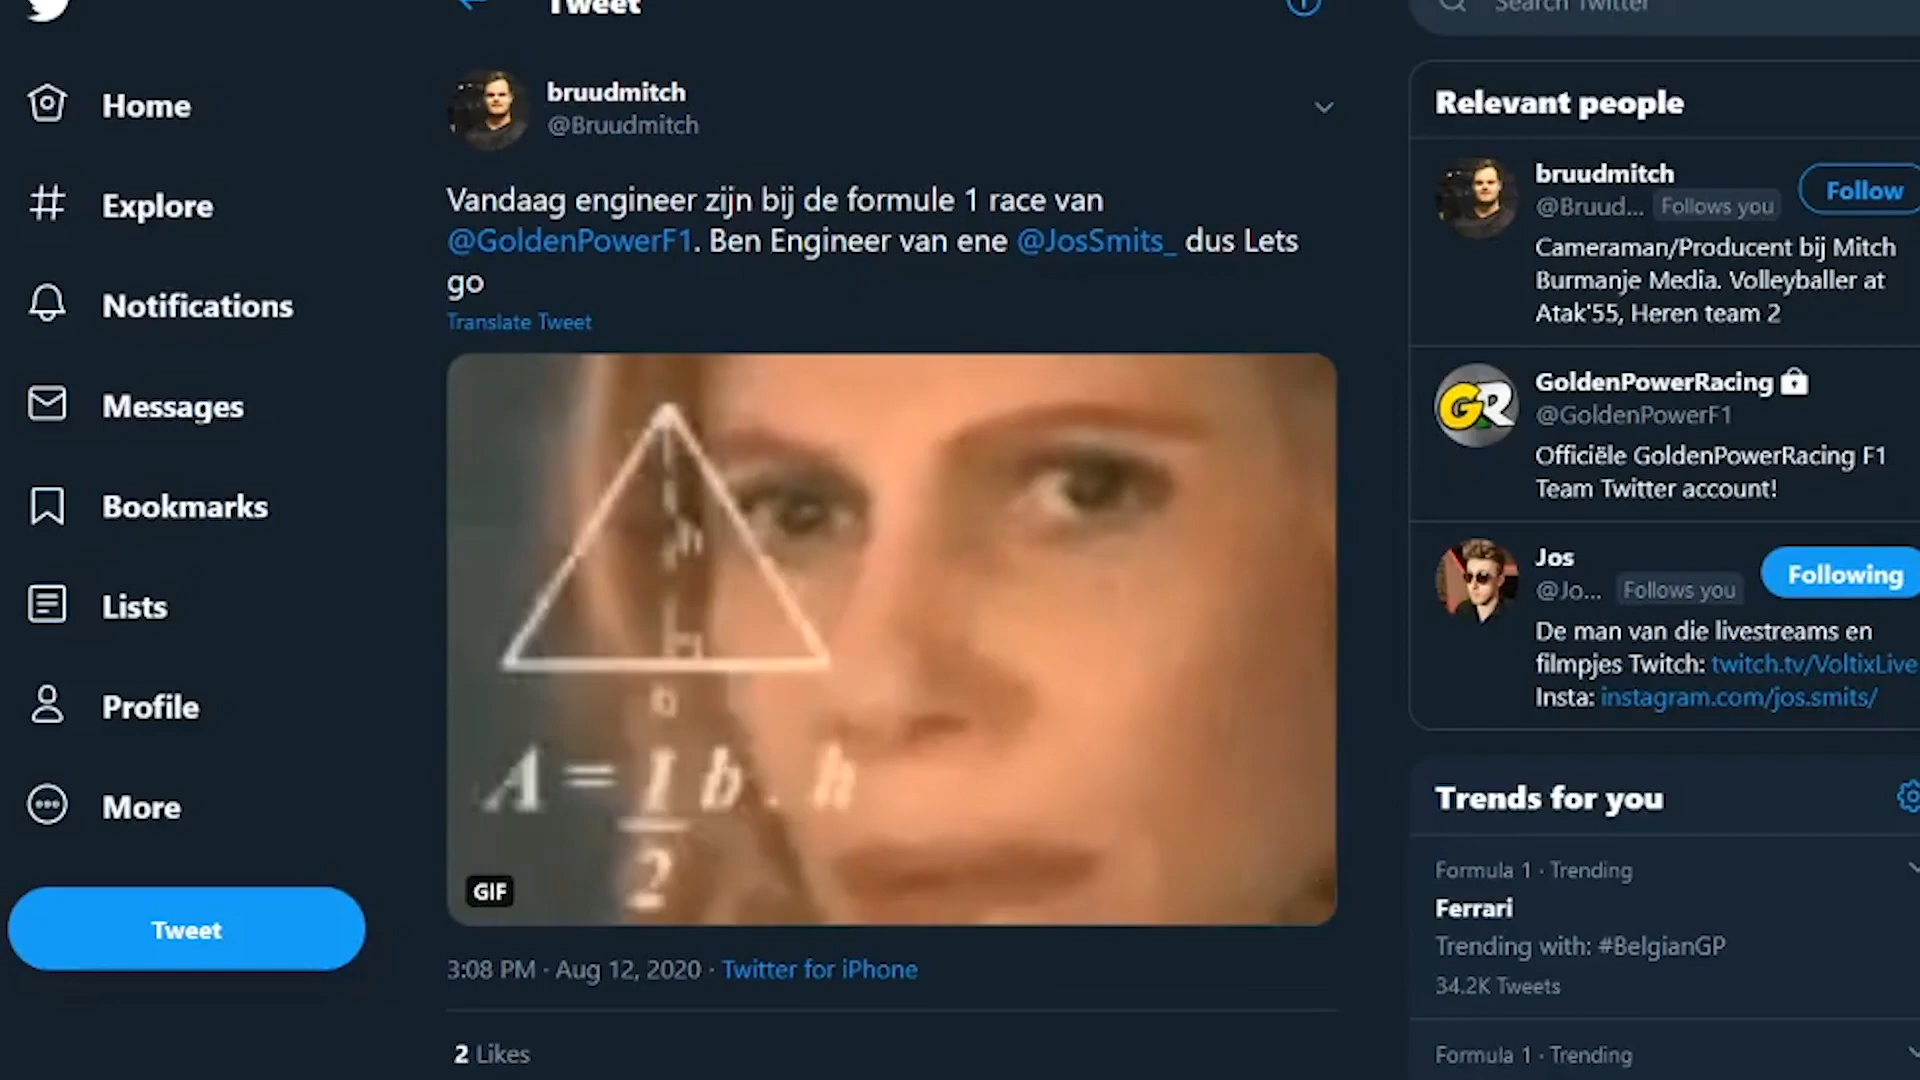 Tweet
Search Twitter
Home
Explore
Notifications
Messages
Bookmarks
Lists
Profile
More
Tweet
bruudmitch
@Bruudmitch
Vandaag engineer zijn bij de formule 1 race van
@GoldenPowerF1. Ben Engineer van ene @JosSmits_ dus Lets
go
Translate Tweet
h
b
A = 1 b . h
2
GIF
3:08 PM · Aug 12, 2020 · Twitter for iPhone
2 Likes
Relevant people
bruudmitch
Follow
@Bruud... Follows you
Cameraman/Producent bij Mitch
Burmanje Media. Volleyballer at
Atak'55, Heren team 2
GR
GoldenPowerRacing
@GoldenPowerF1
Officiële GoldenPowerRacing F1
Team Twitter account!
Jos
Following
@Jo... Follows you
De man van die livestreams en
filmpjes Twitch: twitch.tv/VoltixLive
Insta: instagram.com/jos.smits/
Trends for you
Formula 1 · Trending
Ferrari
Trending with: #BelgianGP
34.2K Tweets
Formula 1 · Trending